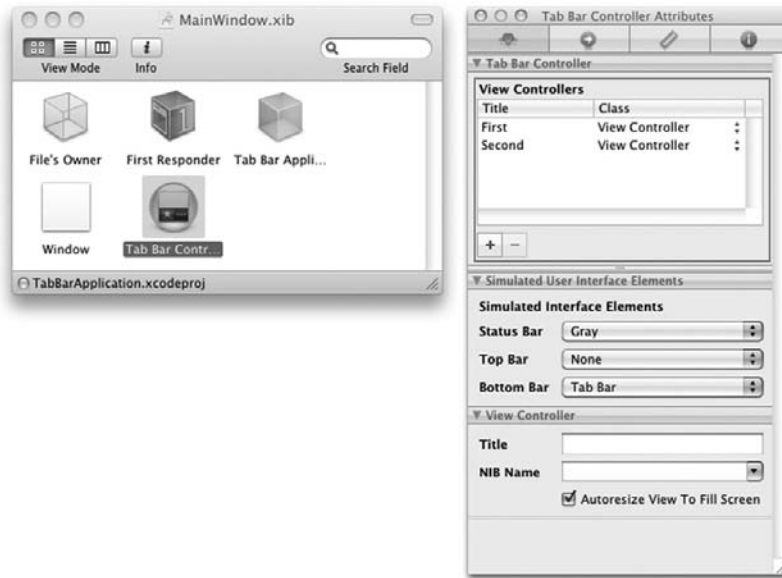 MainWindow.xib
View Mode
Info
Search Field
File's Owner
First Responder
Tab Bar Appli...
Window
Tab Bar Contr...
TabBarApplication.xcodeproj
Tab Bar Controller Attributes
Tab Bar Controller
View Controllers
Title Class
First View Controller
Second View Controller
Simulated User Interface Elements
Simulated Interface Elements
Status Bar Gray
Top Bar None
Bottom Bar Tab Bar
View Controller
Title
NIB Name
Autoresize View To Fill Screen